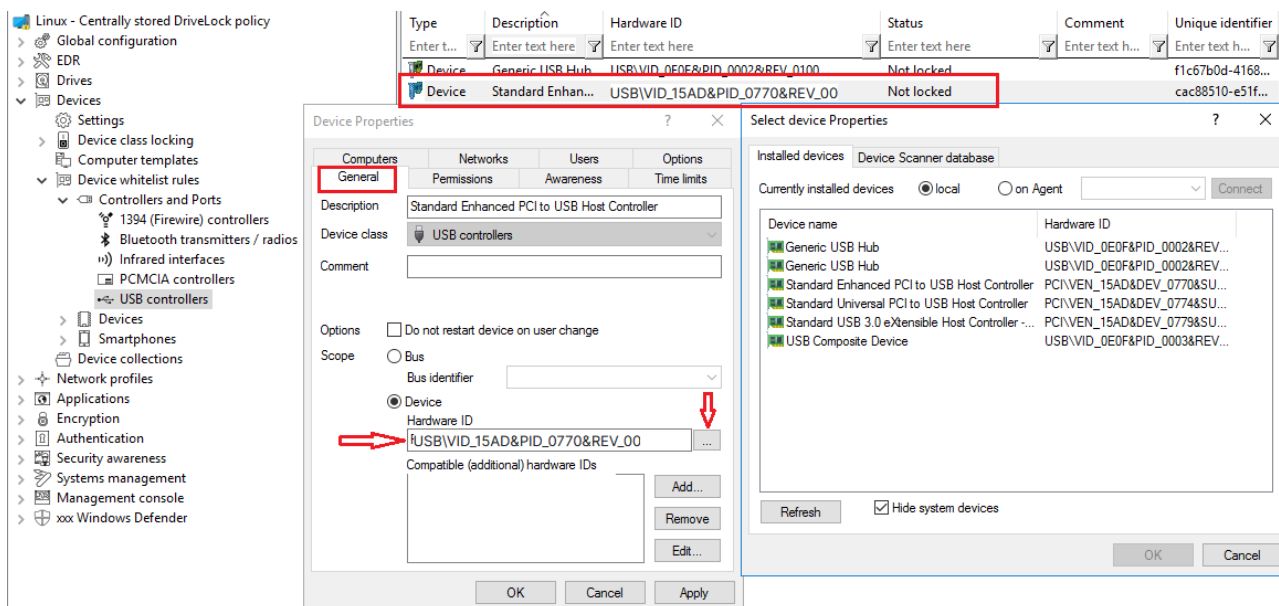 Linux - Centrally stored DriveLock policy
Global configuration
EDR
Drives
Devices
Settings
Device class locking
Computer templates
Device whitelist rules
Controllers and Ports
1394 (Firewire) controllers
Bluetooth transmitters / radios
Infrared interfaces
PCMCIA controllers
USB controllers
Devices
Smartphones
Device collections
Network profiles
Applications
Encryption
Authentication
Security awareness
Systems management
Management console
xxx Windows Defender
Type Description Hardware ID Status Comment Unique identifier
Enter t... Enter text here Enter text here Enter text here Enter text h... Enter text h...
Device Generic USB Hub USB\VID_0E0F&PID_0002&REV_0100 Not locked f1c67b0d-4168...
Device Standard Enhan... USB\VID_15AD&PID_0770&REV_00 Not locked cac88510-e51f...
Device Properties ? ×
Computers Networks Users Options
General Permissions Awareness Time limits
Description Standard Enhanced PCI to USB Host Controller
Device class USB controllers
Comment
Options Do not restart device on user change
Scope Bus
Bus identifier
Device
Hardware ID
USB\VID_15AD&PID_0770&REV_00 ...
Compatible (additional) hardware IDs
Add...
Remove
Edit...
OK Cancel Apply
Select device Properties ? ×
Installed devices Device Scanner database
Currently installed devices local on Agent Connect
Device name Hardware ID
Generic USB Hub USB\VID_0E0F&PID_0002&REV...
Generic USB Hub USB\VID_0E0F&PID_0002&REV...
Standard Enhanced PCI to USB Host Controller PCI\VEN_15AD&DEV_0770&SU...
Standard Universal PCI to USB Host Controller PCI\VEN_15AD&DEV_0774&SU...
Standard USB 3.0 eXtensible Host Controller -... PCI\VEN_15AD&DEV_0779&SU...
USB Composite Device USB\VID_0E0F&PID_0003&REV...
Refresh Hide system devices
OK Cancel